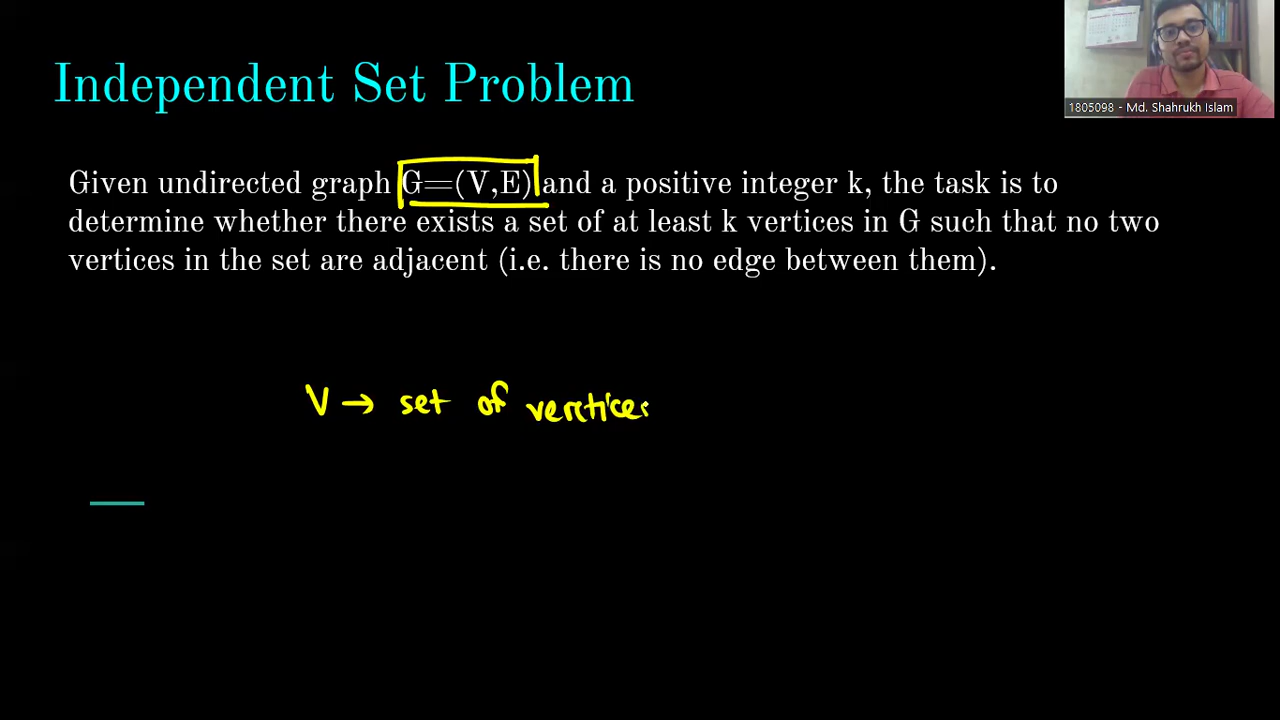 Independent Set Problem
1805098 - Md. Shahrukh Islam
Given undirected graph G=(V,E) and a positive integer k, the task is to
determine whether there exists a set of at least k vertices in G such that no two
vertices in the set are adjacent (i.e. there is no edge between them).
V → set of vertices